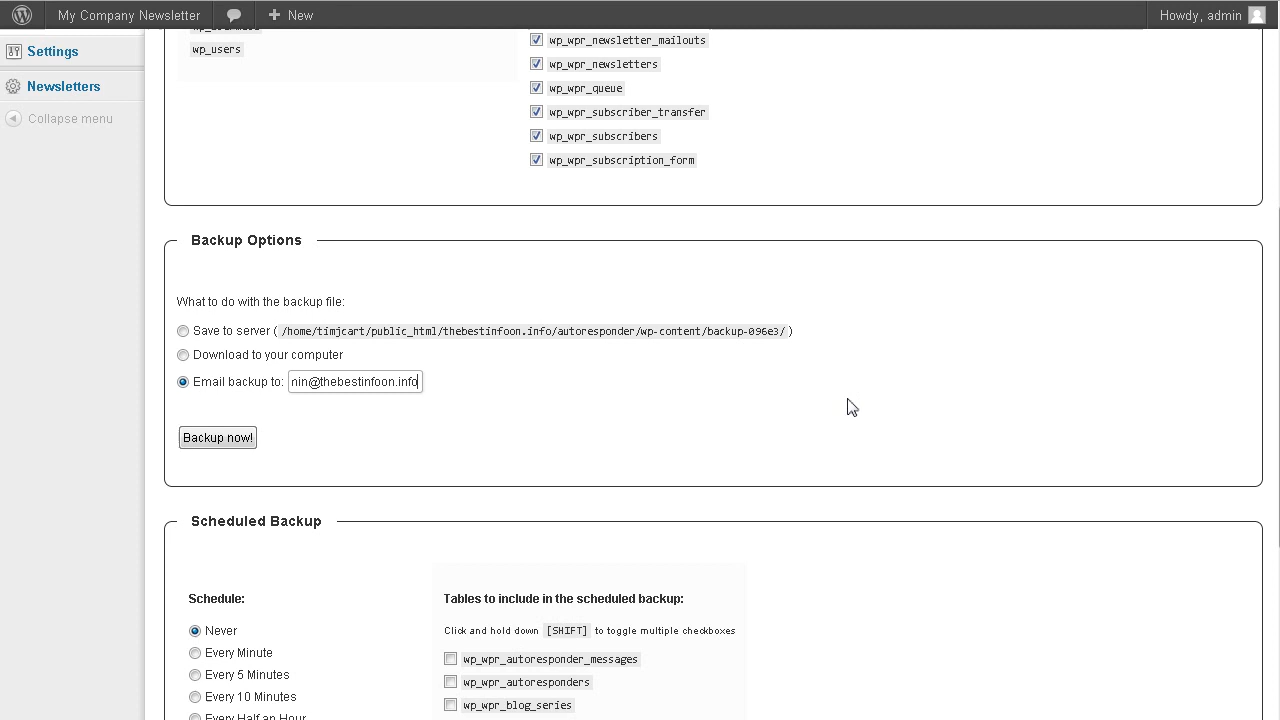 My Company Newsletter
New
Howdy, admin
Settings
Newsletters
Collapse menu
wp_users
wp_wpr_newsletter_mailouts
wp_wpr_newsletters
wp_wpr_queue
wp_wpr_subscriber_transfer
wp_wpr_subscribers
wp_wpr_subscription_form
Backup Options
What to do with the backup file:
Save to server ( /home/timjcart/public_html/thebestinfoon.info/autoresponder/wp-content/backup-096e3/ )
Download to your computer
Email backup to: nin@thebestinfoon.info
Backup now!
Scheduled Backup
Schedule:
Never
Every Minute
Every 5 Minutes
Every 10 Minutes
Every Half an Hour
Tables to include in the scheduled backup:
Click and hold down [SHIFT] to toggle multiple checkboxes
wp_wpr_autoresponder_messages
wp_wpr_autoresponders
wp_wpr_blog_series